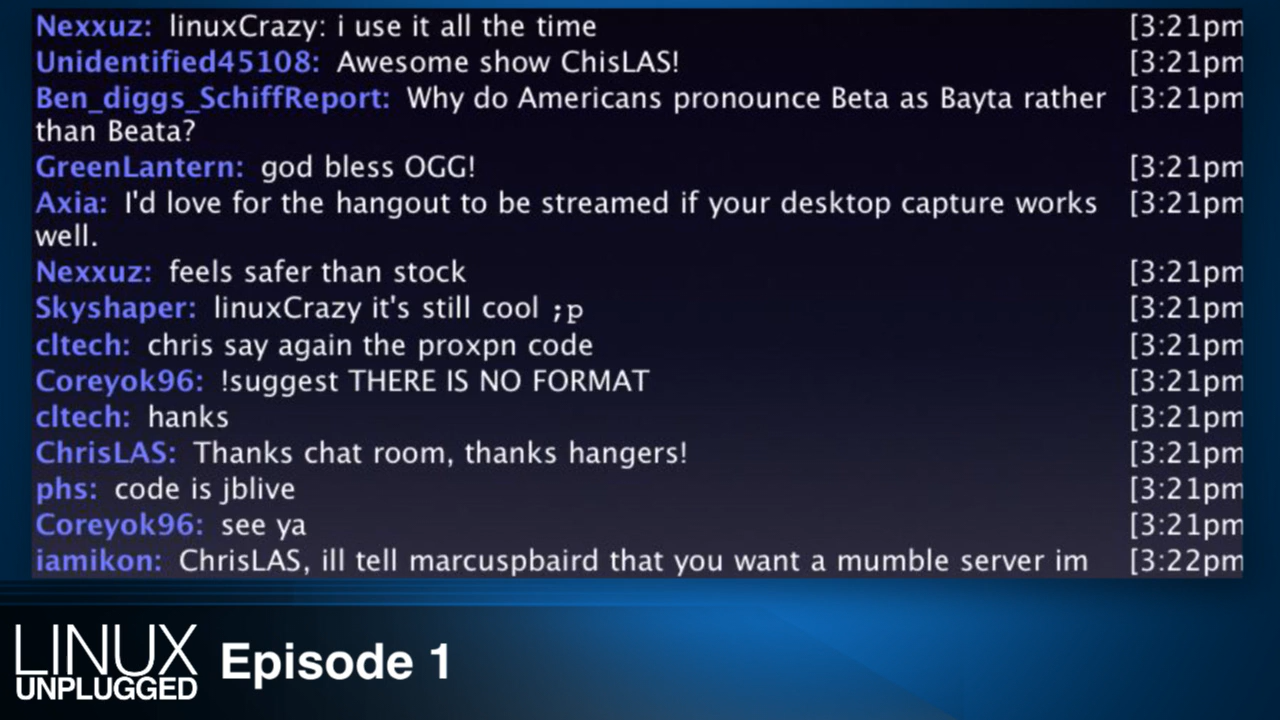 Nexxuz: linuxCrazy: i use it all the time [3:21pm
Unidentified45108: Awesome show ChisLAS! [3:21pm
Ben_diggs_SchiffReport: Why do Americans pronounce Beta as Bayta rather [3:21pm
than Beata?
GreenLantern: god bless OGG! [3:21pm
Axia: I'd love for the hangout to be streamed if your desktop capture works [3:21pm
well.
Nexxuz: feels safer than stock [3:21pm
Skyshaper: linuxCrazy it's still cool ;p [3:21pm
cltech: chris say again the proxpn code [3:21pm
Coreyok96: !suggest THERE IS NO FORMAT [3:21pm
cltech: hanks [3:21pm
ChrisLAS: Thanks chat room, thanks hangers! [3:21pm
phs: code is jblive [3:21pm
Coreyok96: see ya [3:21pm
iamikon: ChrisLAS, ill tell marcuspbaird that you want a mumble server im [3:22pm
LINUX
UNPLUGGED
Episode 1